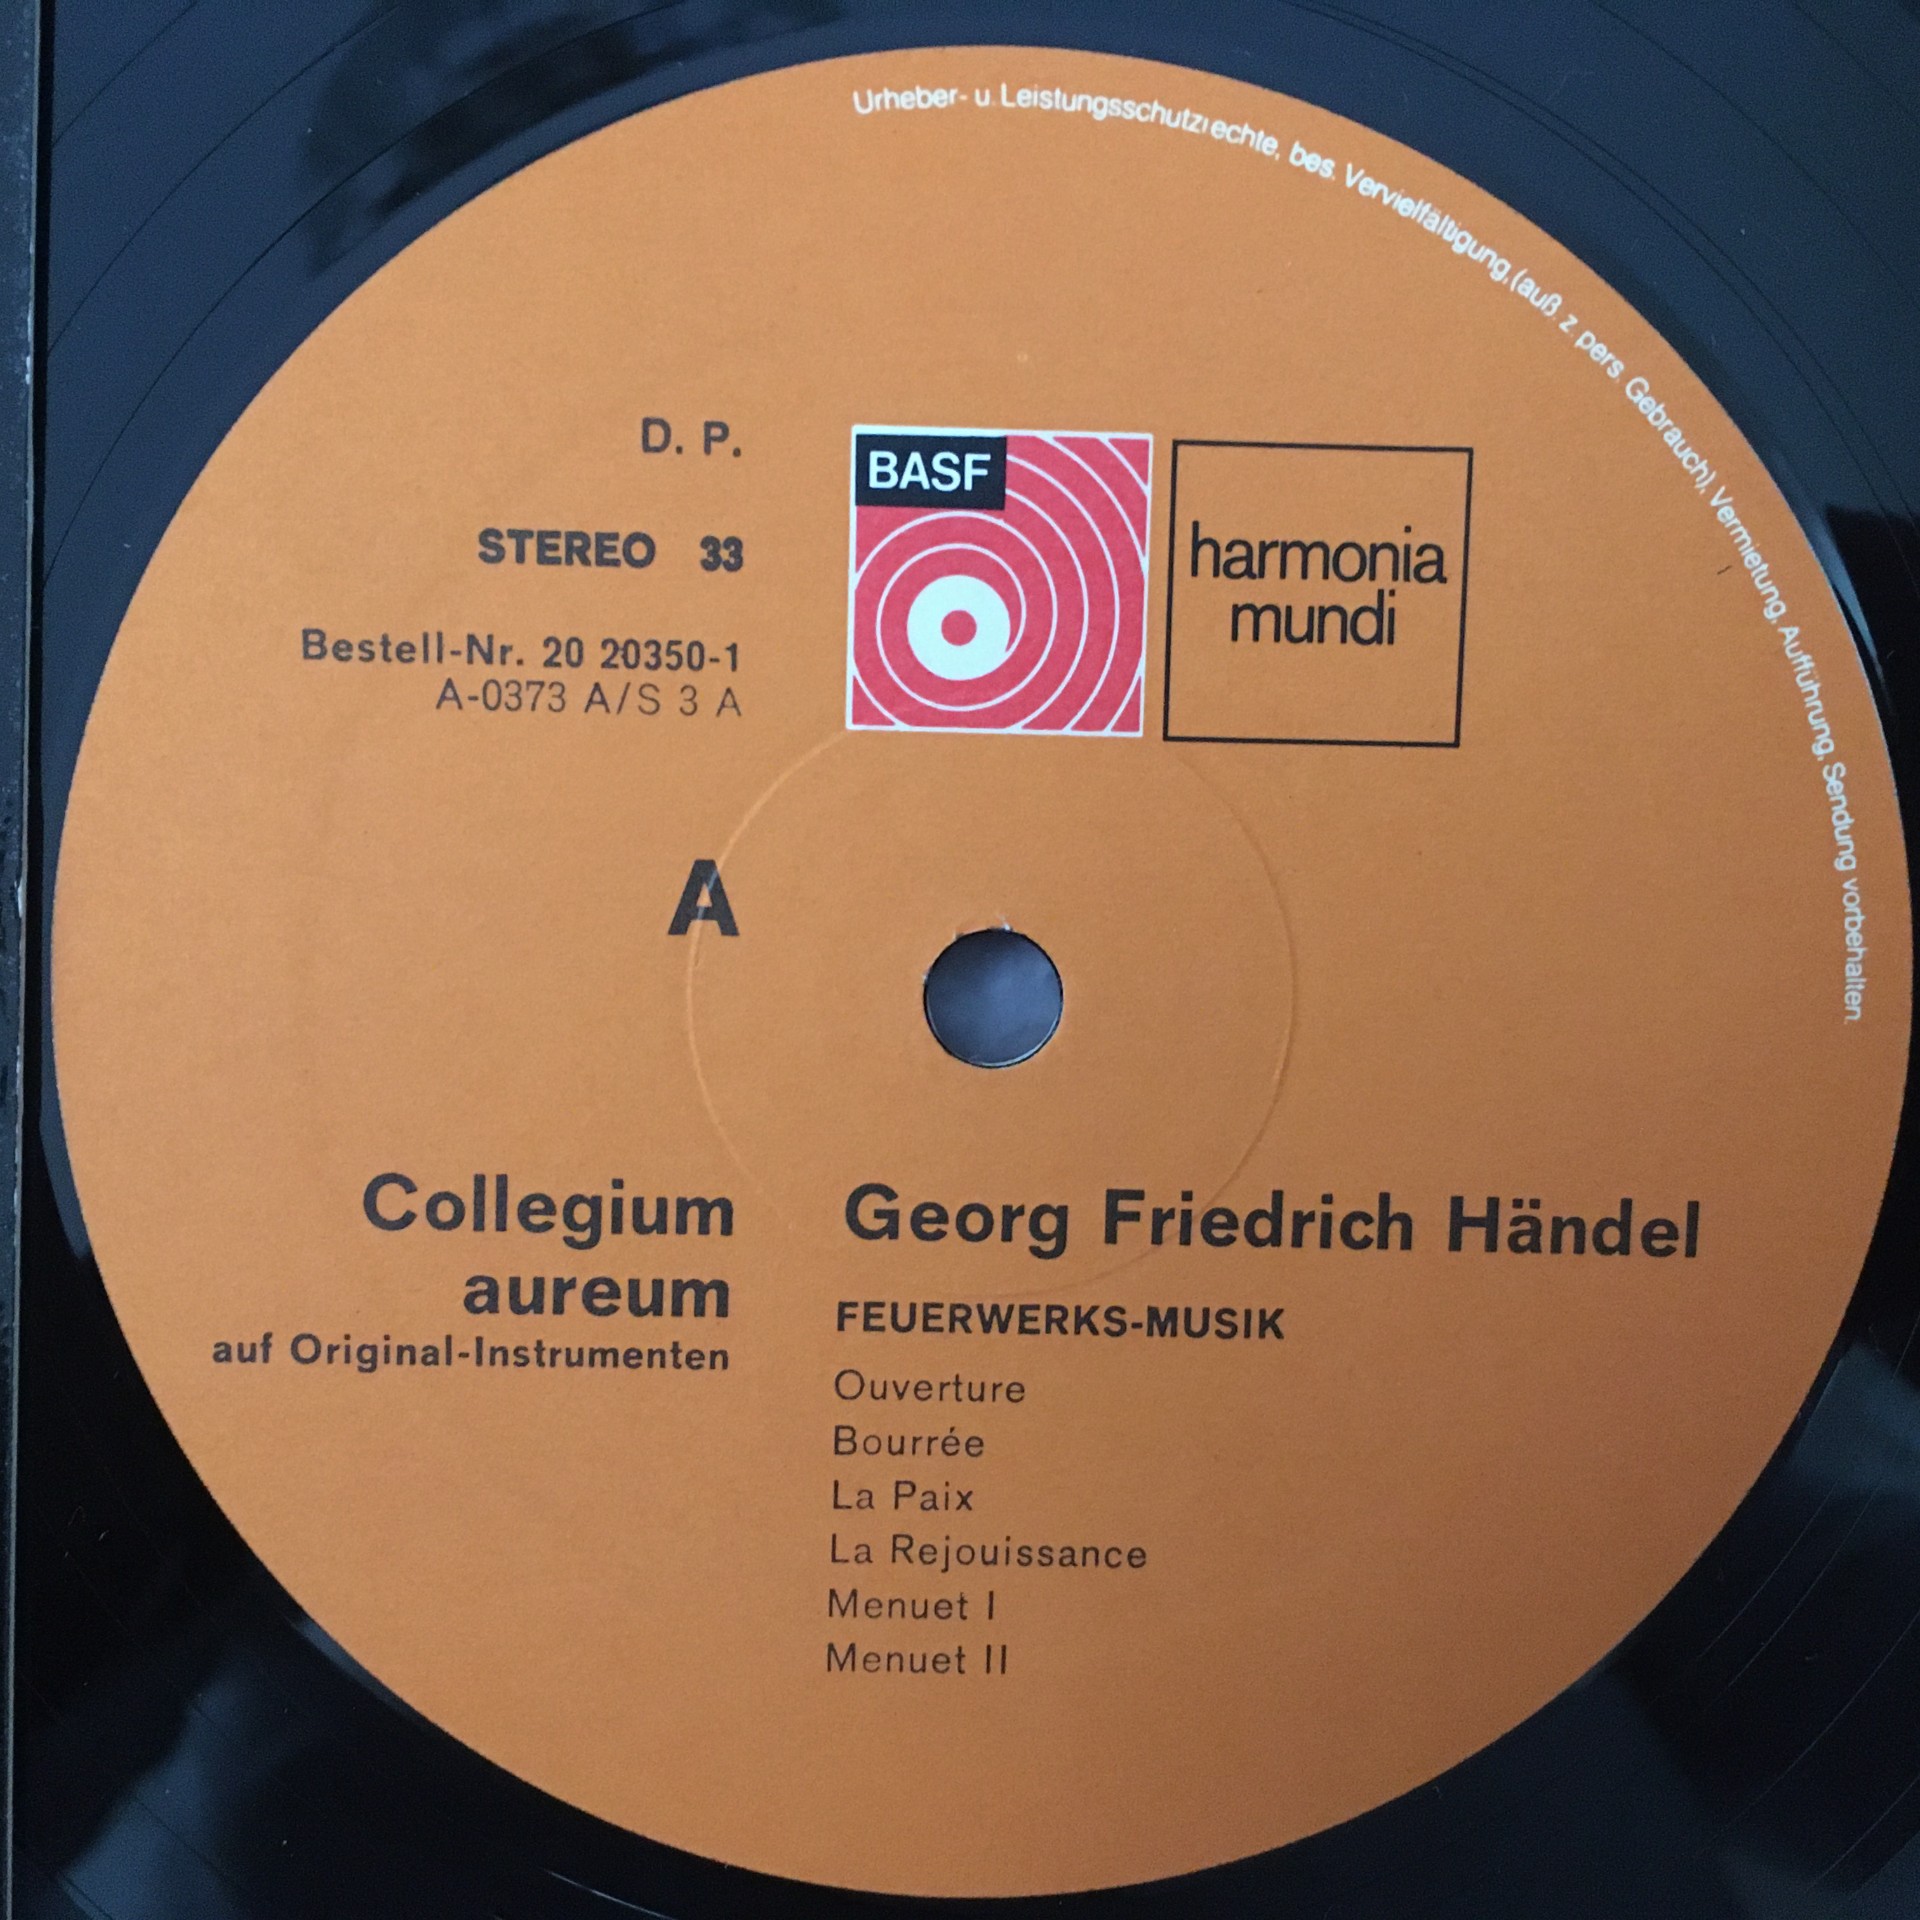 Urheber- u. Leistungsschutzrechte, bes. Vervielfältigung, (auß. z. pers. Gebrauch), Vermietung, Aufführung, Sendung vorbehalten.
D. P.
STEREO 33
Bestell-Nr. 20 20350-1
A-0373 A/S 3 A
BASF
harmonia
mundi
A
Collegium
aureum
auf Original-Instrumenten
Georg Friedrich Händel
FEUERWERKS-MUSIK
Ouverture
Bourrée
La Paix
La Rejouissance
Menuet I
Menuet II